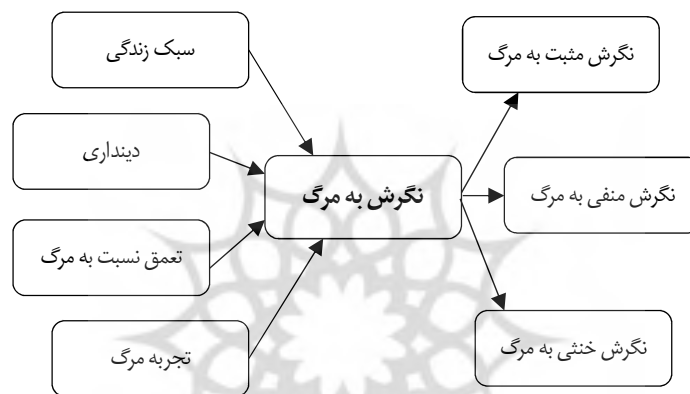 سبک زندگی
دینداری
تعمق نسبت به مرگ
تجربه مرگ
نگرش به مرگ
نگرش مثبت به مرگ
نگرش منفی به مرگ
نگرش خنثی به مرگ